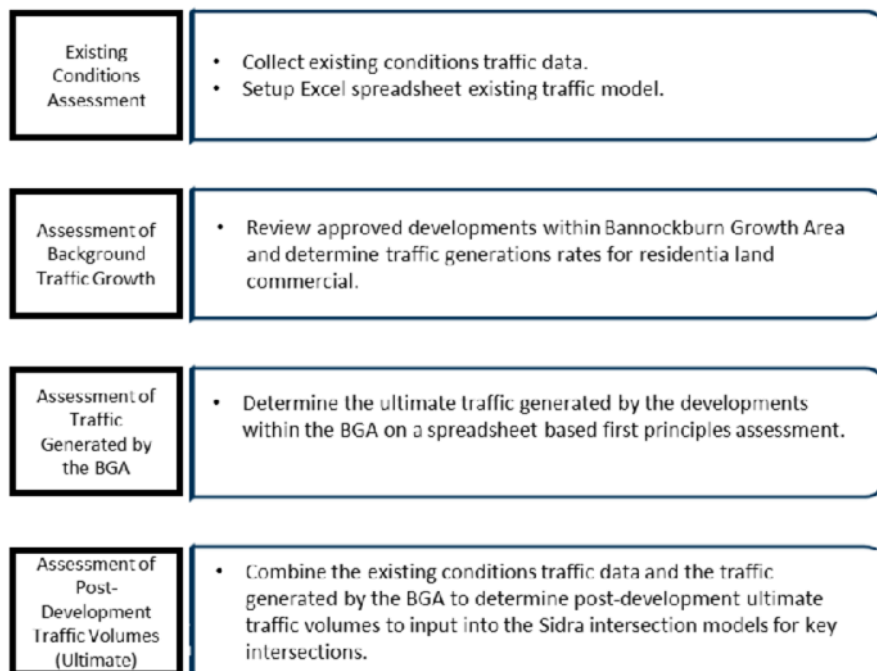 Existing
Conditions
Assessment
• Collect existing conditions traffic data.
• Setup Excel spreadsheet existing traffic model.
Assessment of
Background
Traffic Growth
• Review approved developments within Bannockburn Growth Area
and determine traffic generations rates for residentia land
commercial.
Assessment of
Traffic
Generated by
the BGA
• Determine the ultimate traffic generated by the developments
within the BGA on a spreadsheet based first principles assessment.
Assessment of
Post-
Development
Traffic Volumes
(Ultimate)
• Combine the existing conditions traffic data and the traffic
generated by the BGA to determine post-development ultimate
traffic volumes to input into the Sidra intersection models for key
intersections.